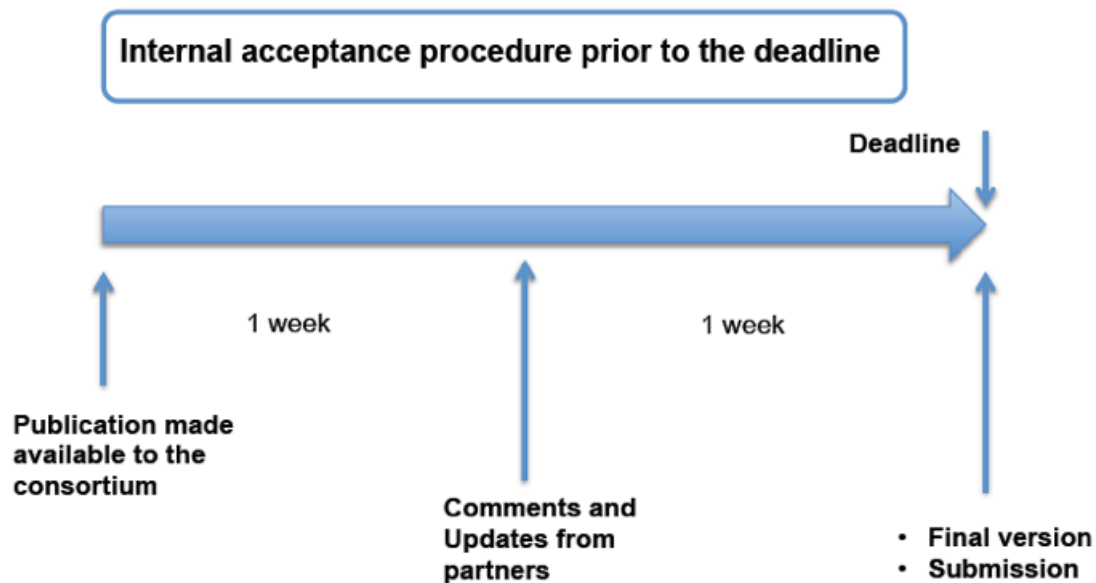 Internal acceptance procedure prior to the deadline
Deadline
1 week
1 week
Publication made
available to the
consortium
Comments and
Updates from
partners
• Final version
• Submission